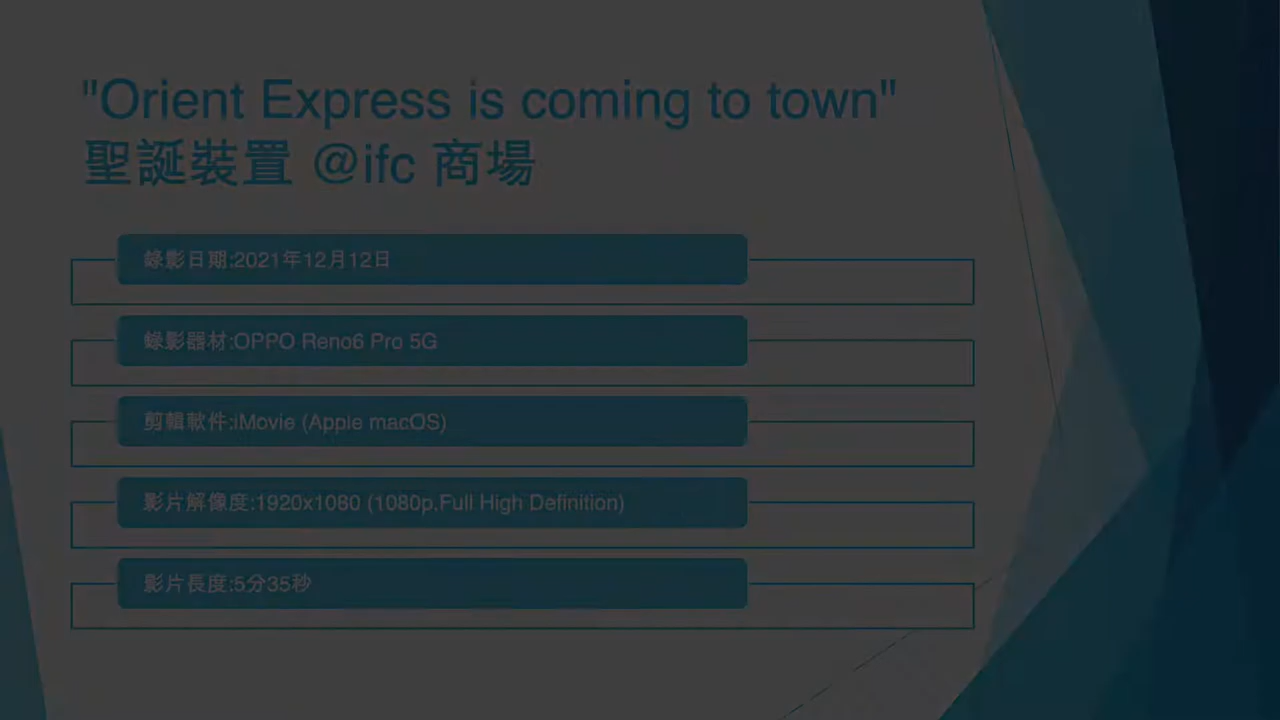 "Orient Express is coming to town"
聖誕裝置 @ifc 商場
錄影日期:2021年12月12日
錄影器材:OPPO Reno6 Pro 5G
剪輯軟件:iMovie (Apple macOS)
影片解像度:1920x1080 (1080p.Full High Definition)
影片長度:5分35秒